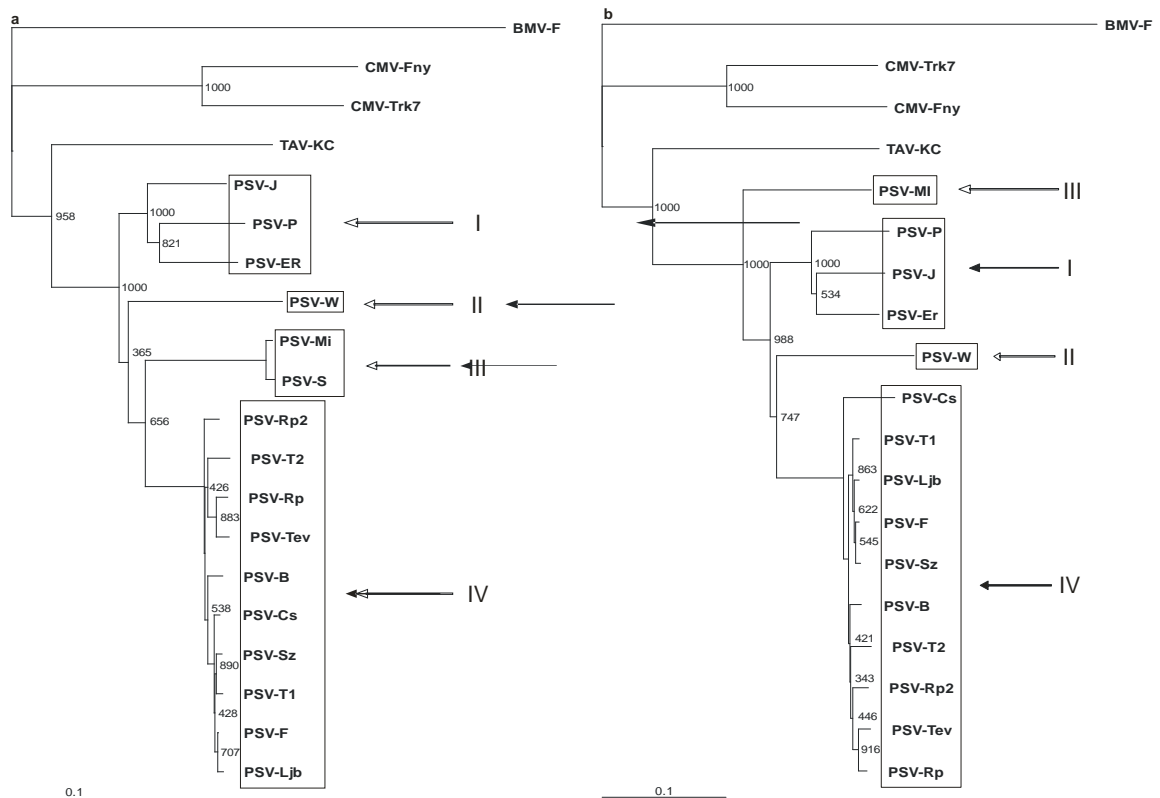 a
BMV-F
CMV-Fny
1000
CMV-Trk7
TAV-KC
958
PSV-J
1000
PSV-P
821
PSV-ER
I
1000
PSV-W
II
365
PSV-Mi
PSV-S
III
656
PSV-Rp2
PSV-T2
426
PSV-Rp
883
PSV-Tev
PSV-B
538
PSV-Cs
IV
PSV-Sz
890
PSV-T1
428
PSV-F
707
PSV-Ljb
0.1
b
BMV-F
CMV-Trk7
1000
CMV-Fny
TAV-KC
1000
PSV-MI
III
PSV-P
1000
PSV-J
I
534
PSV-Er
1000
988
PSV-W
II
747
PSV-Cs
PSV-T1
863
PSV-Ljb
622
PSV-F
545
PSV-Sz
IV
PSV-B
421
PSV-T2
343
PSV-Rp2
446
PSV-Tev
916
PSV-Rp
0.1